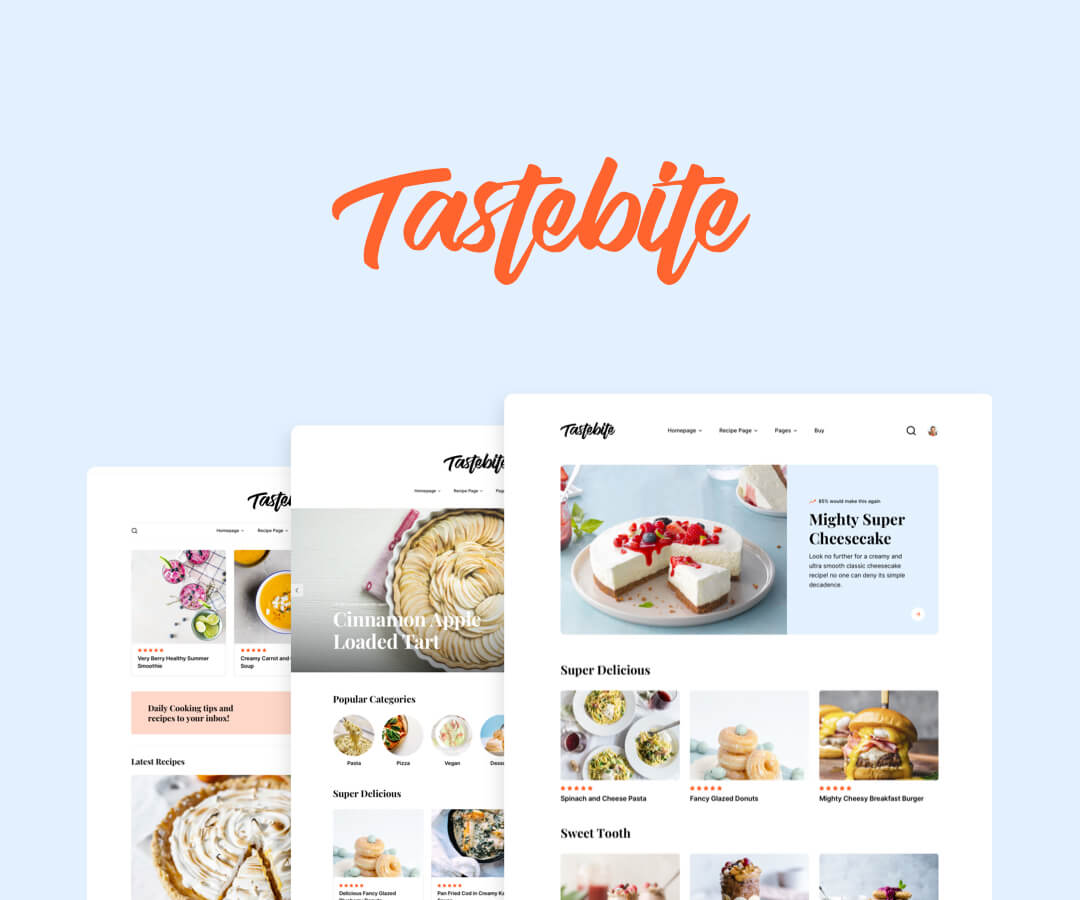 Tastebite
Tastebite
Homepage
Recipe Page
Pages
Buy
85% would make this again
Mighty Super
Cheesecake
Look no further for a creamy and
ultra smooth classic cheesecake
recipe! no one can deny its simple
decadence.
Super Delicious
Spinach and Cheese Pasta
Fancy Glazed Donuts
Mighty Cheesy Breakfast Burger
Sweet Tooth
Tastebite
Homepage
Recipe Page
Cinnamon Apple
Loaded Tart
Popular Categories
Pasta
Pizza
Vegan
Super Delicious
Delicious Fancy Glazed
Pan Fried Cod in Creamy
Homepage
Recipe Page
Very Berry Healthy Summer
Smoothie
Creamy Carrot and
Soup
Daily Cooking tips and
recipes to your inbox!
Latest Recipes